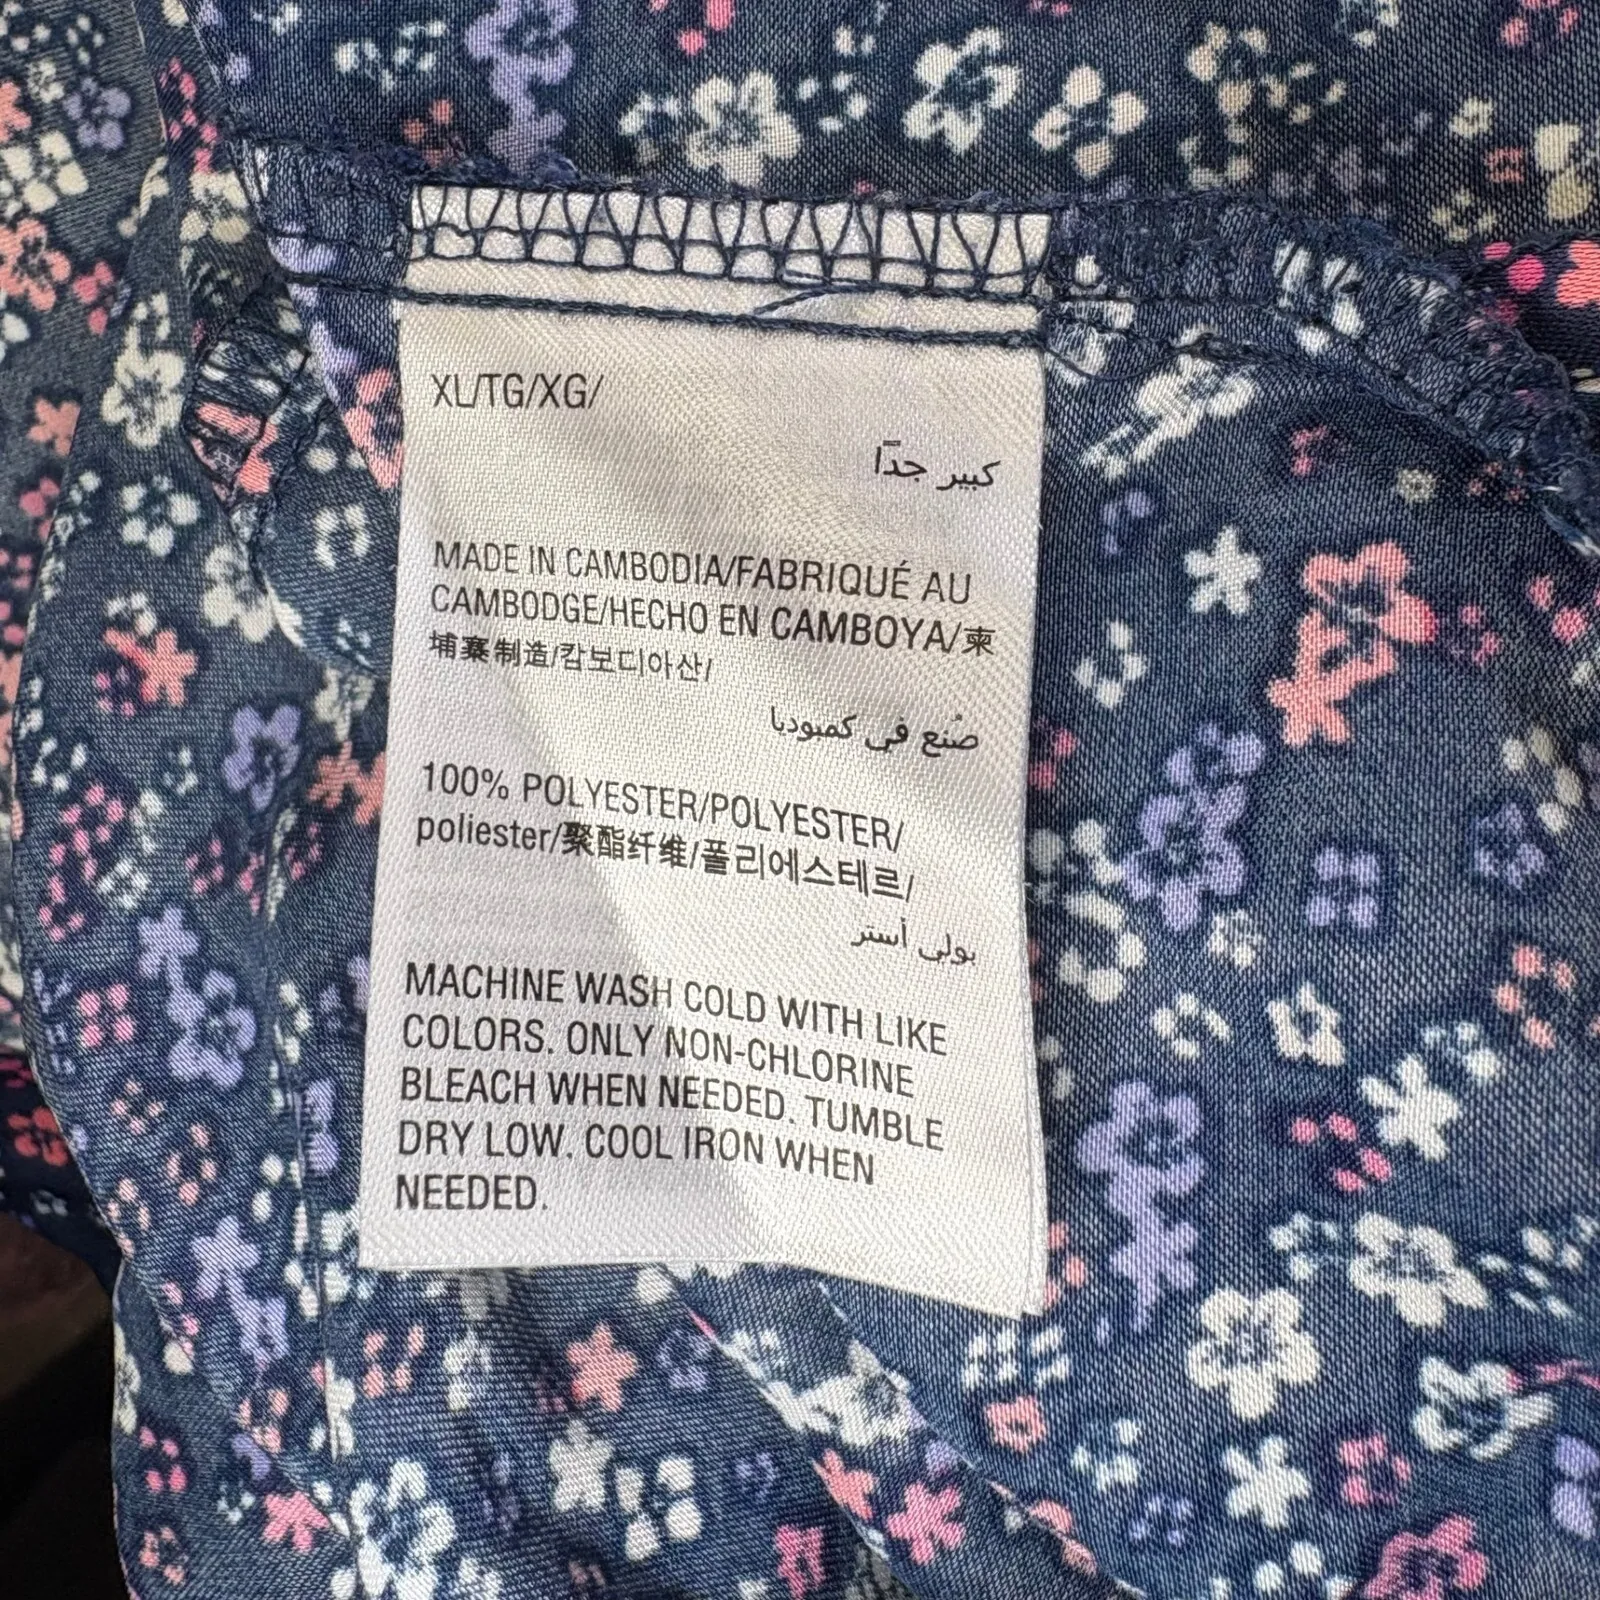 XL/TG/XG/
كبير جدًا
MADE IN CAMBODIA/FABRIQUÉ AU
CAMBODGE/HECHO EN CAMBOYA/柬
埔寨制造/캄보디아산/
صُنع في كمبوديا
100% POLYESTER/POLYESTER/
poliester/聚酯纤维/폴리에스테르/
بولي أستر
MACHINE WASH COLD WITH LIKE
COLORS. ONLY NON-CHLORINE
BLEACH WHEN NEEDED. TUMBLE
DRY LOW. COOL IRON WHEN
NEEDED.